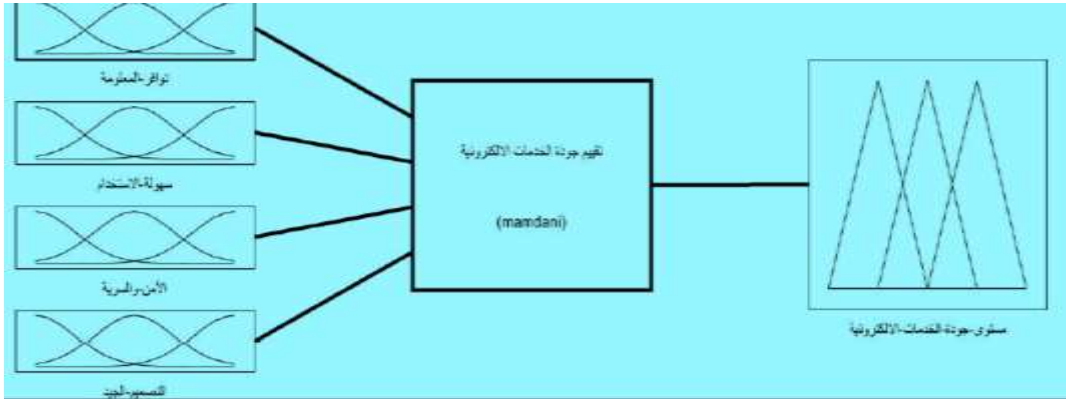 توافر-المعلومة
سهولة-الاستخدام
الأمن-والسرية
التصميم-الجيد
تقييم جودة الخدمات الالكترونية
(mamdani)
مستوى-جودة-الخدمات-الالكترونية